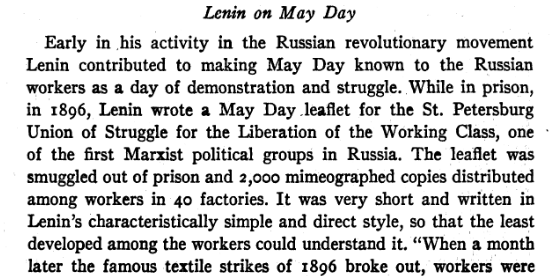 Lenin on May Day
Early in his activity in the Russian revolutionary movement
Lenin contributed to making May Day known to the Russian
workers as a day of demonstration and struggle. While in prison,
in 1896, Lenin wrote a May Day leaflet for the St. Petersburg
Union of Struggle for the Liberation of the Working Class, one
of the first Marxist political groups in Russia. The leaflet was
smuggled out of prison and 2,000 mimeographed copies distributed
among workers in 40 factories. It was very short and written in
Lenin's characteristically simple and direct style, so that the least
developed among the workers could understand it. "When a month
later the famous textile strikes of 1896 broke out, workers were